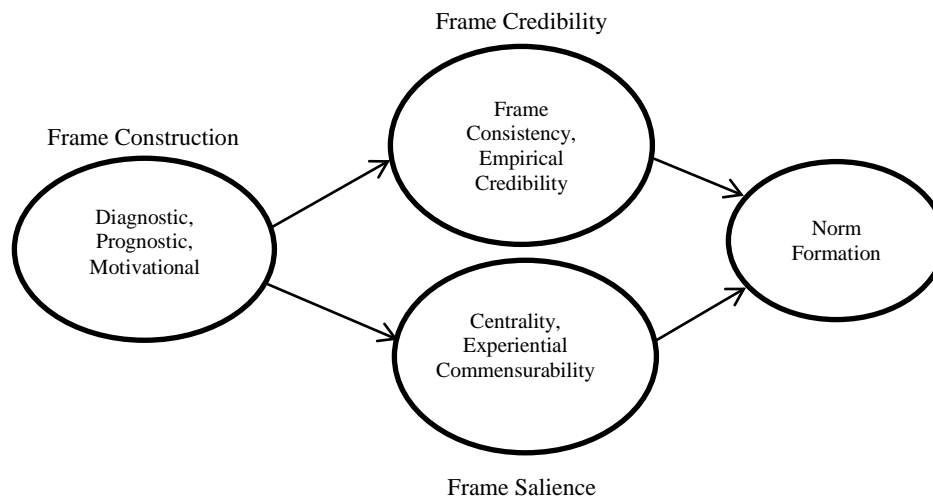 Frame Credibility
Frame
Consistency,
Empirical
Credibility
Frame Construction
Diagnostic,
Prognostic,
Motivational
Norm
Formation
Centrality,
Experiential
Commensurability
Frame Salience